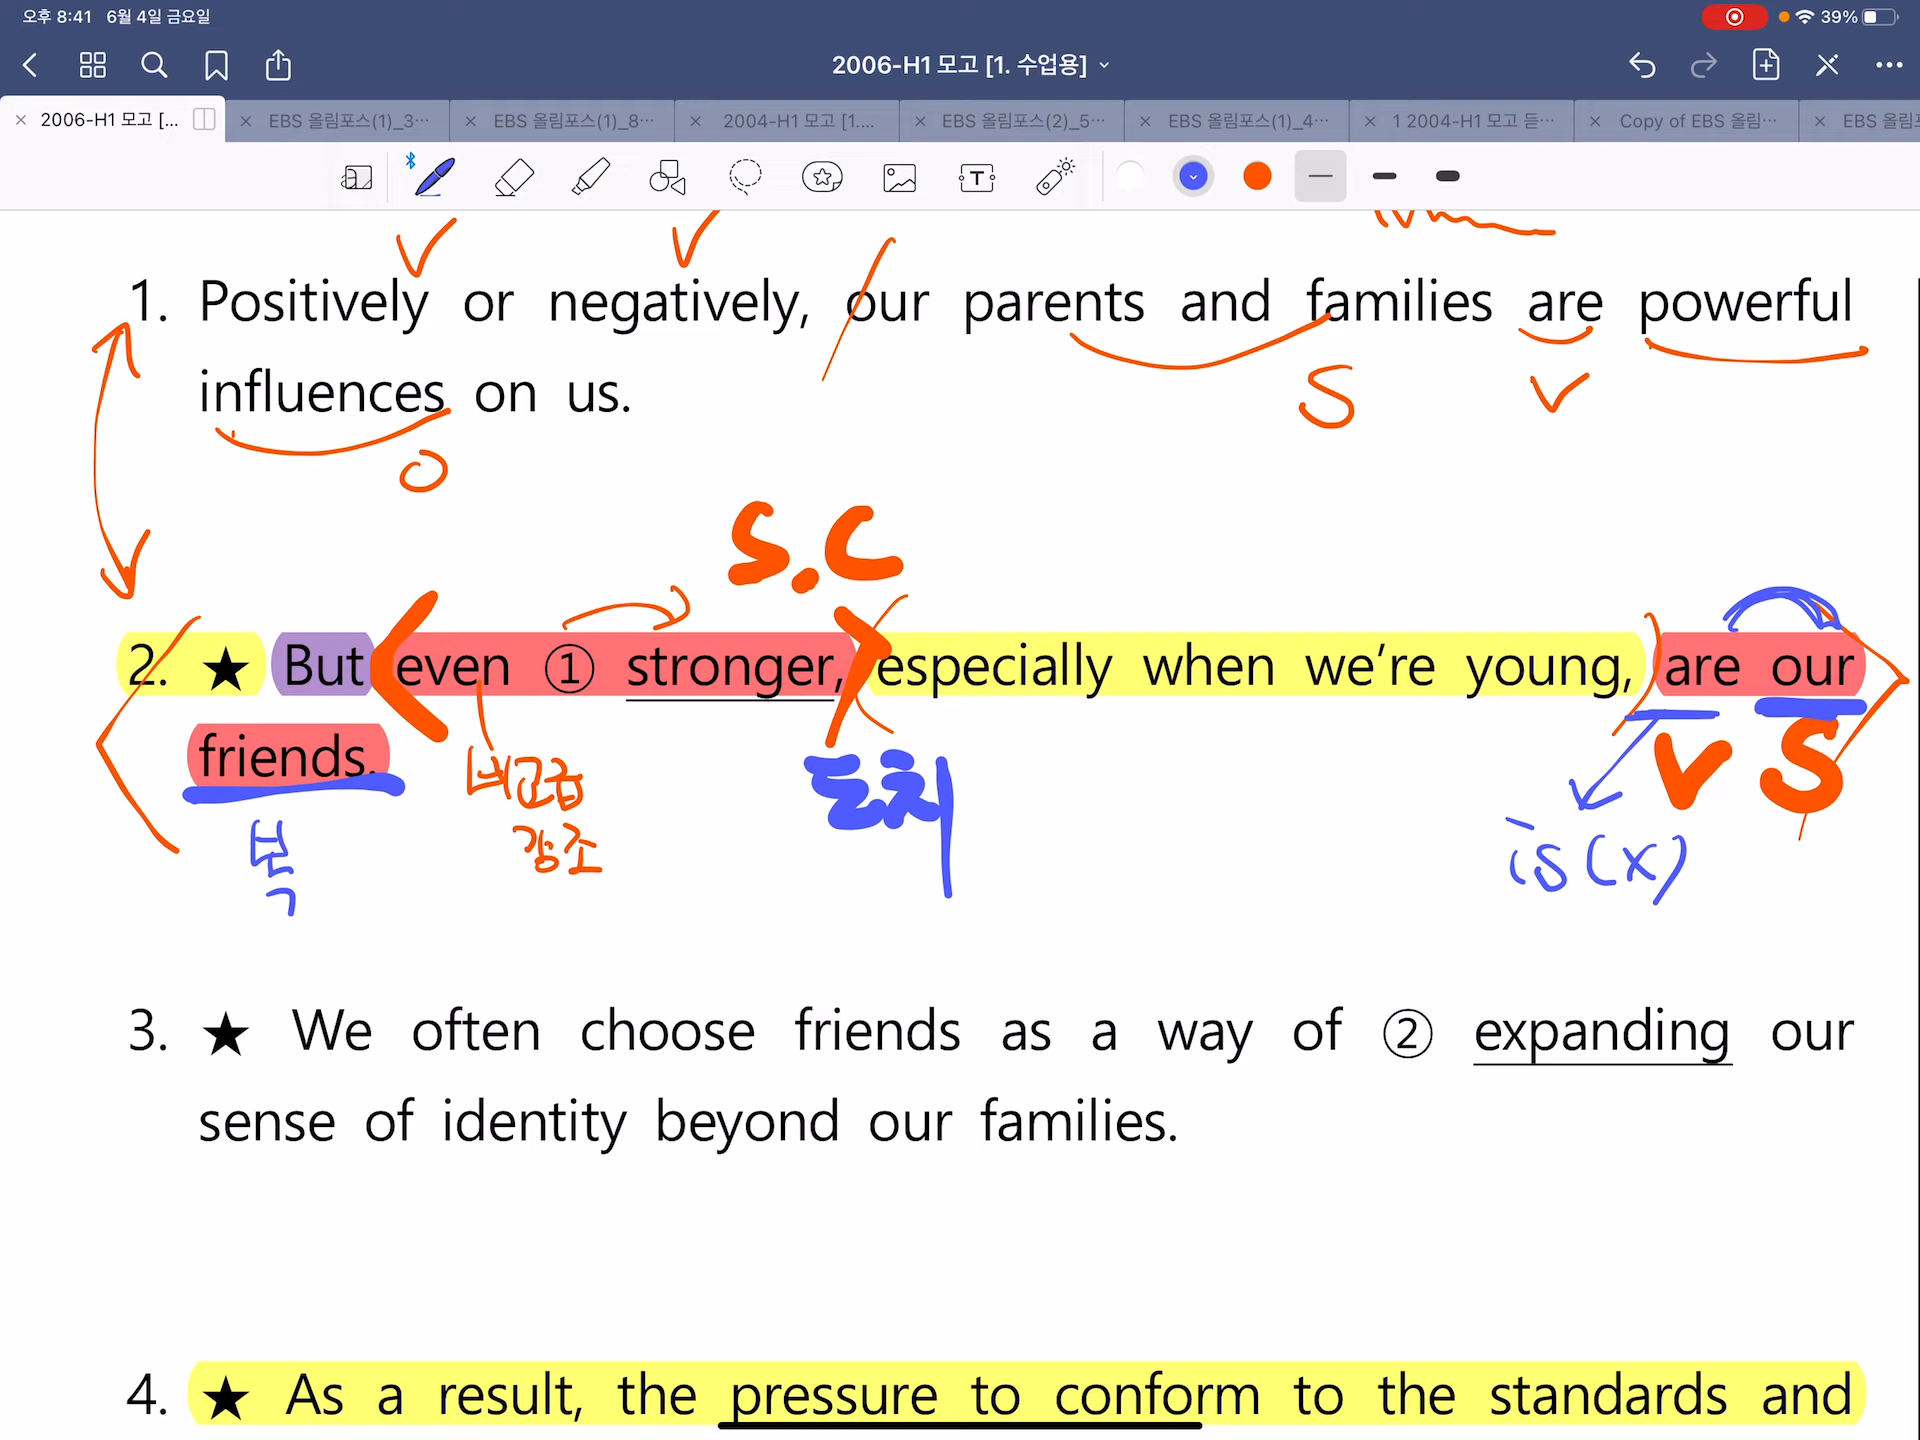 오후 8:41 6월 4일 금요일
39%
2006-H1 모고 [1. 수업용]
2006-H1 모고 [...
EBS 올림포스(1)_3...
EBS 올림포스(1)_8...
2004-H1 모고 [1....
EBS 올림포스(2)_5...
EBS 올림포스(1)_4...
1 2004-H1 모고 듣...
Copy of EBS 올림...
EBS 올림포
V V
1. Positively or negatively, our parents and families are powerful
influences on us.
S V
O
S.C
2. ★ But even ① stronger, especially when we're young, are our
friends.
V S
비교급
강조
도치
복
is (X)
3. ★ We often choose friends as a way of ② expanding our
sense of identity beyond our families.
4. ★ As a result, the pressure to conform to the standards and